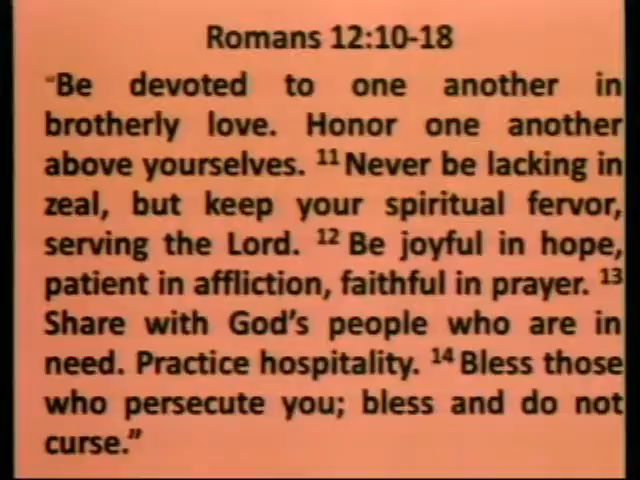 Romans 12:10-18
“Be devoted to one another in
brotherly love. Honor one another
above yourselves. ¹¹ Never be lacking in
zeal, but keep your spiritual fervor,
serving the Lord. ¹² Be joyful in hope,
patient in affliction, faithful in prayer. ¹³
Share with God’s people who are in
need. Practice hospitality. ¹⁴ Bless those
who persecute you; bless and do not
curse.”